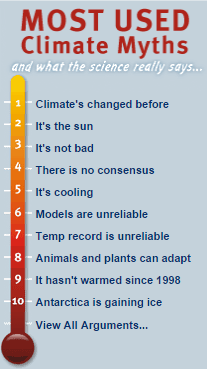 MOST USED
Climate Myths
and what the science really says...
1 Climate's changed before
2 It's the sun
3 It's not bad
4 There is no consensus
5 It's cooling
6 Models are unreliable
7 Temp record is unreliable
8 Animals and plants can adapt
9 It hasn't warmed since 1998
10 Antarctica is gaining ice
View All Arguments...